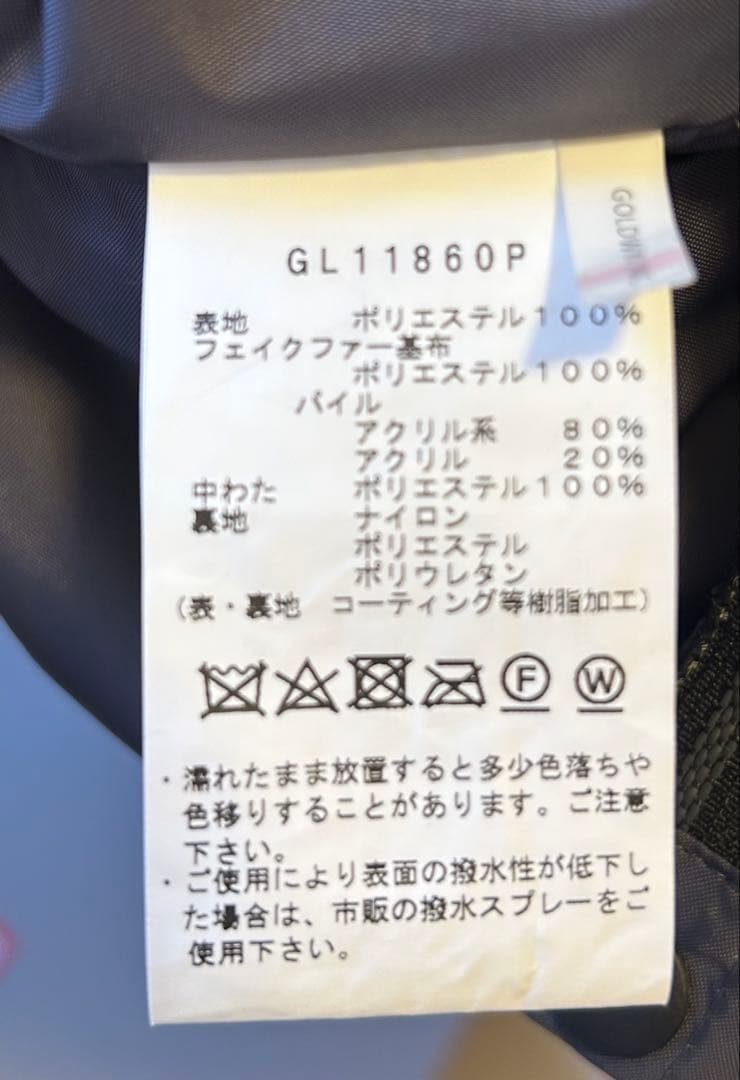 GOLDWIN
GL11860P
表地 ポリエステル100%
フェイクファー基布
ポリエステル100%
パイル
アクリル系 80%
アクリル 20%
中わた ポリエステル100%
裏地 ナイロン
ポリエステル
ポリウレタン
(表・裏地 コーティング等樹脂加工)
F W
・濡れたまま放置すると多少色落ちや
色移りすることがあります。ご注意
下さい。
・ご使用により表面の撥水性が低下し
た場合は、市販の撥水スプレーをご
使用下さい。